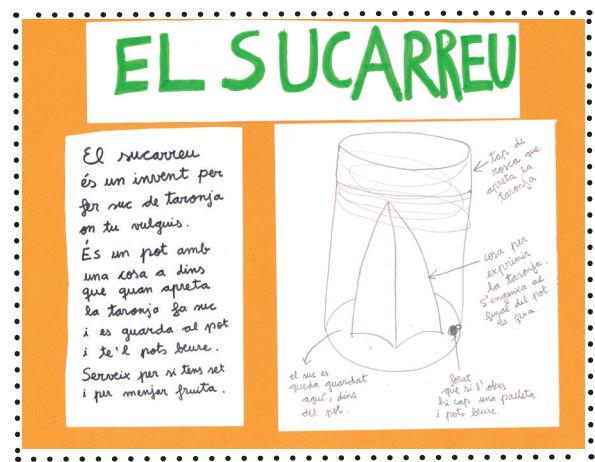 EL SUCARREU
El sucarreu
és un invent per
fer suc de taronja
on tu vulguis.
És un pot amb
una cosa a dins
que quan apreta
la taronja fa suc
i es guarda al pot
i te'l pots beure.
Serveix per si tens set
i per menjar fruita.
tap de
rosca que
apreta la
taronja
cosa per
exprimir
la taronja.
S'enganxa al
final del pot.
és fixa
el suc es
queda guardat
aquí, dins
del pot.
forat
que si l'obres
hi cap una palleta
i pots beure.